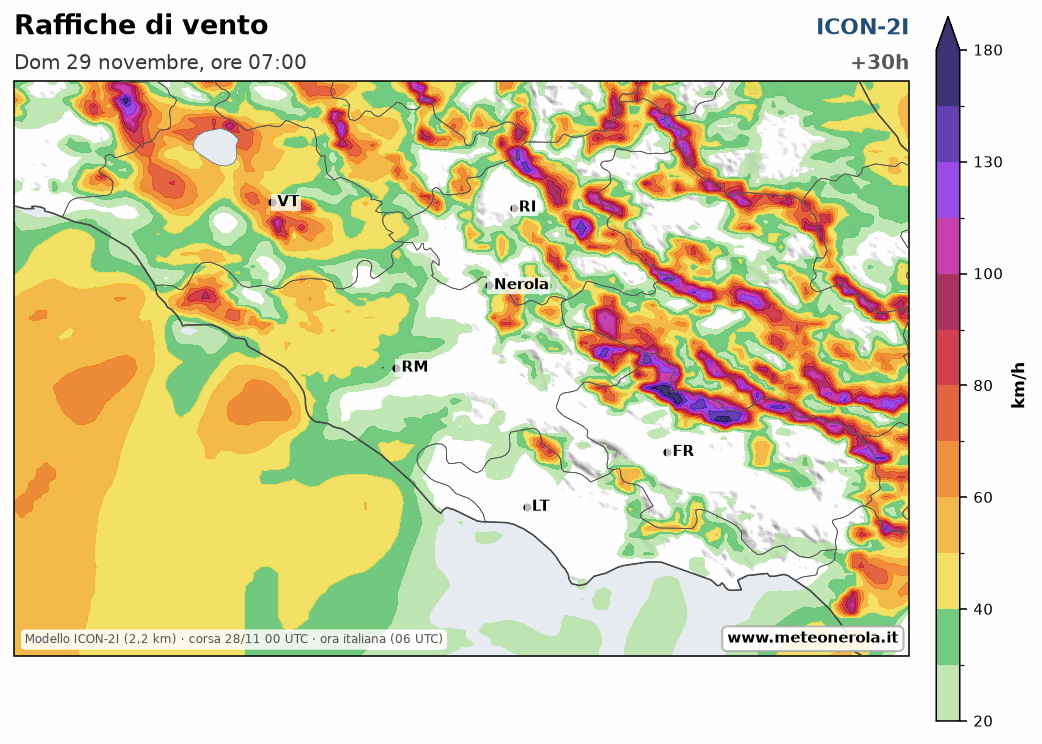 Raffiche di vento
ICON-2I
Dom 29 novembre, ore 07:00
+30h
VT
RI
Nerola
RM
FR
LT
Modello ICON-2I (2,2 km) · corsa 28/11 00 UTC · ora italiana (06 UTC)
www.meteonerola.it
180
130
100
80
60
40
20
km/h